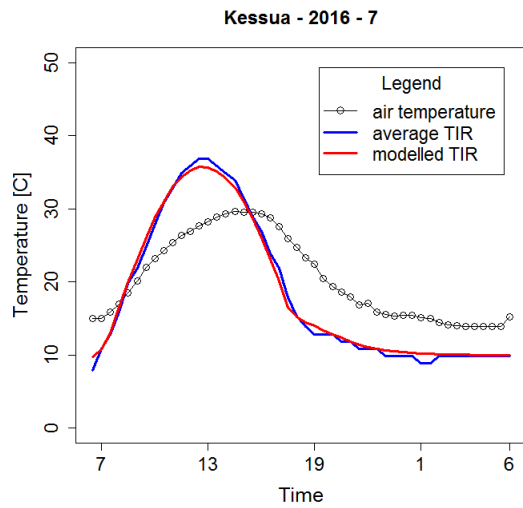 Kessua - 2016 - 7
Temperature [C]
50
40
30
20
10
0
Legend
air temperature
average TIR
modelled TIR
7 13 19 1 6
Time